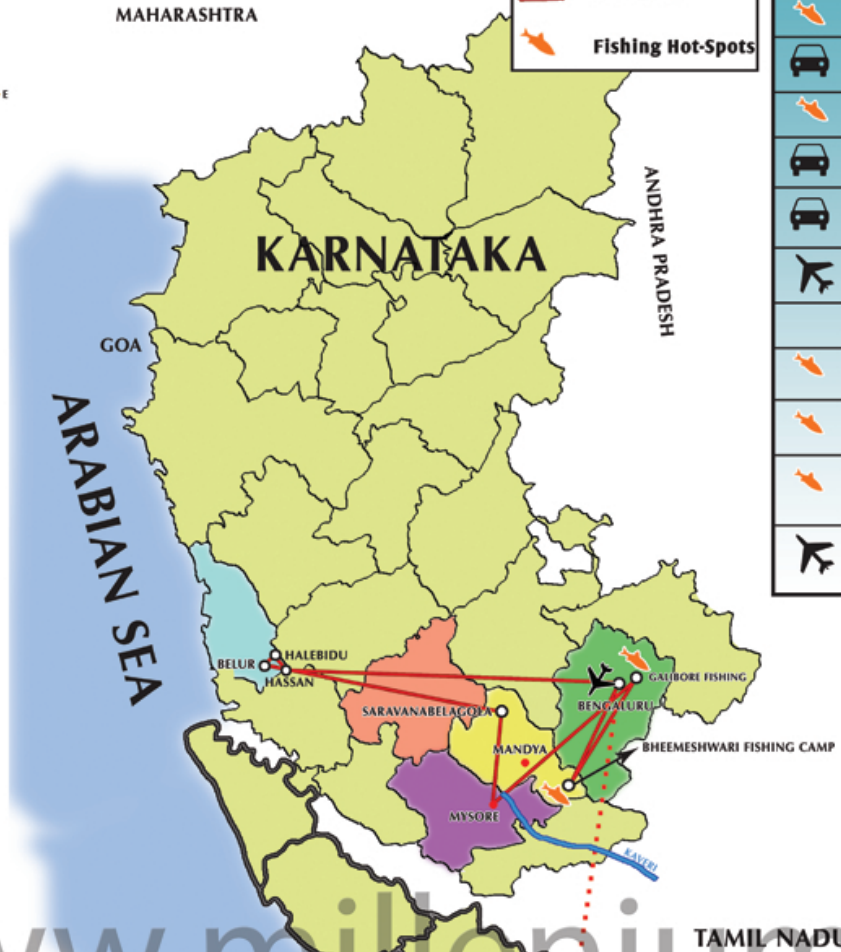 MAHARASHTRA
Fishing Hot-Spots
E
ANDHRA PRADESH
KARNATAKA
GOA
ARABIAN SEA
HALEBIDU
BELUR
HASSAN
GALIBORE FISHING
BENGALURU
SARAVANABELAGOLA
MANDYA
BHEEMESHWARI FISHING CAMP
MYSORE
KAVERI
w.millenium
TAMIL NADU